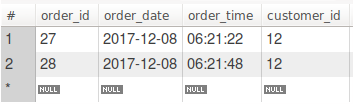 # order_id order_date order_time customer_id
1 27 2017-12-08 06:21:22 12
2 28 2017-12-08 06:21:48 12
* NULL NULL NULL NULL